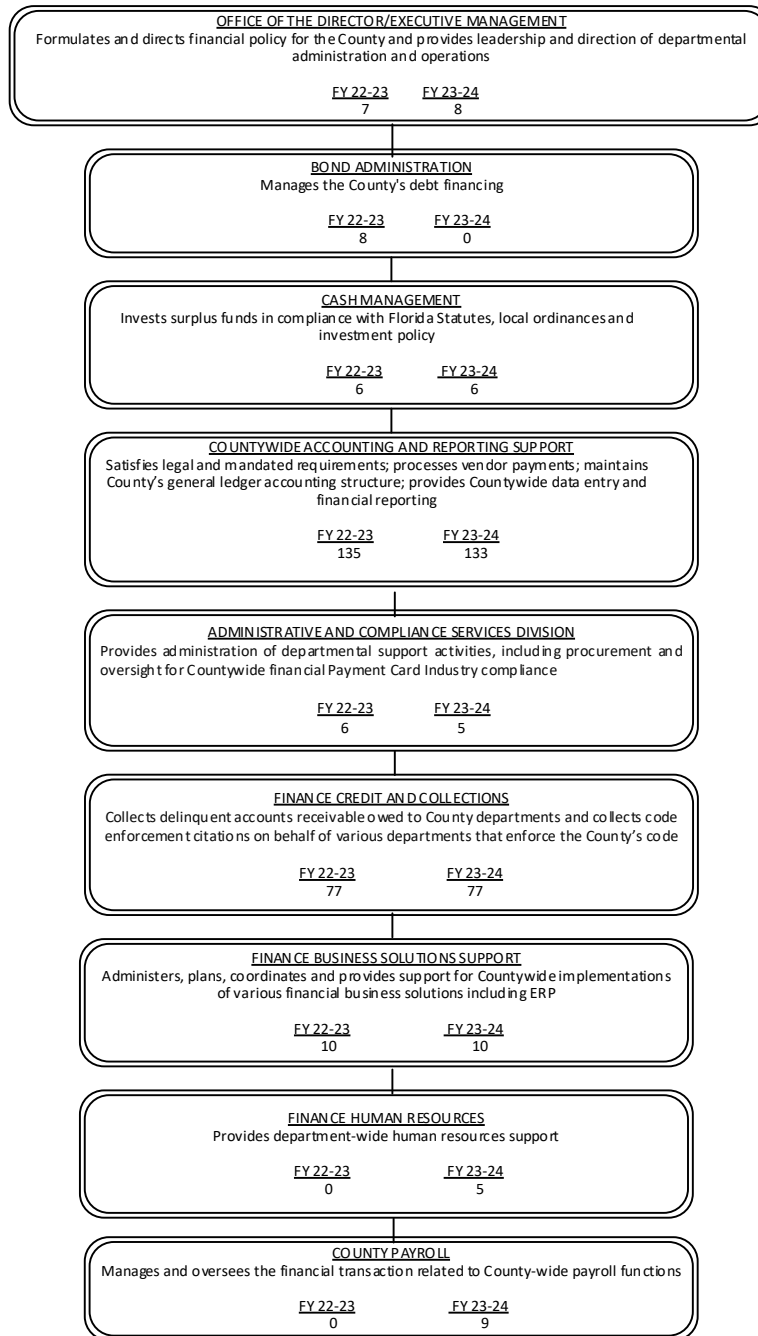 OFFICE OF THE DIRECTOR/EXECUTIVE MANAGEMENT
Formulates and directs financial policy for the County and provides leadership and direction of departmental
administration and operations
FY 22-23 FY 23-24
7 8
BOND ADMINISTRATION
Manages the County's debt financing
FY 22-23 FY 23-24
8 0
CASH MANAGEMENT
Invests surplus funds in compliance with Florida Statutes, local ordinances and
investment policy
FY 22-23 FY 23-24
6 6
COUNTYWIDE ACCOUNTING AND REPORTING SUPPORT
Satisfies legal and mandated requirements; processes vendor payments; maintains
County’s general ledger accounting structure; provides Countywide data entry and
financial reporting
FY 22-23 FY 23-24
135 133
ADMINISTRATIVE AND COMPLIANCE SERVICES DIVISION
Provides administration of departmental support activities, including procurement and
oversight for Countywide financial Payment Card Industry compliance
FY 22-23 FY 23-24
6 5
FINANCE CREDIT AND COLLECTIONS
Collects delinquent accounts receivable owed to County departments and collects code
enforcement citations on behalf of various departments that enforce the County’s code
FY 22-23 FY 23-24
77 77
FINANCE BUSINESS SOLUTIONS SUPPORT
Administers, plans, coordinates and provides support for Countywide implementations
of various financial business solutions including ERP
FY 22-23 FY 23-24
10 10
FINANCE HUMAN RESOURCES
Provides department-wide human resources support
FY 22-23 FY 23-24
0 5
COUNTY PAYROLL
Manages and oversees the financial transaction related to County-wide payroll functions
FY 22-23 FY 23-24
0 9